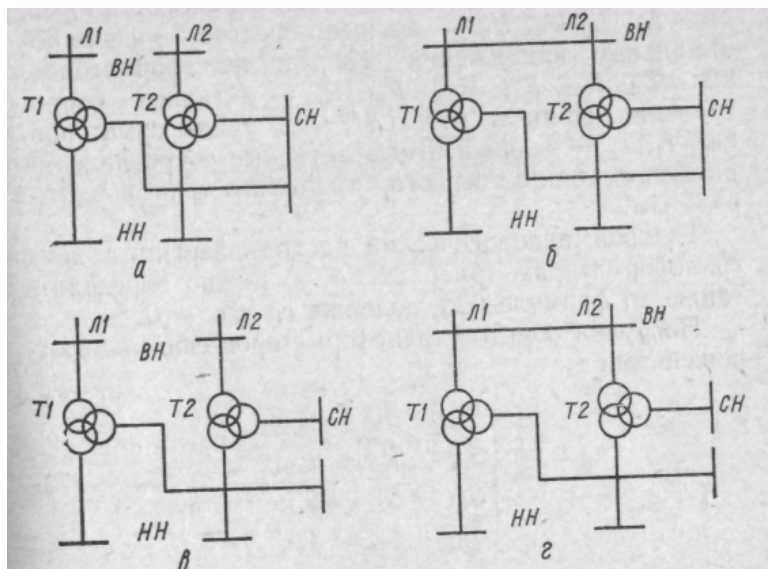 Л1 Л2
ВН
Т1 Т2 СН
НН
а
Л1 Л2
ВН
Т1 Т2 СН
НН
б
Л1 Л2
ВН
Т1 Т2 СН
НН
в
Л1 Л2
ВН
Т1 Т2 СН
НН
г